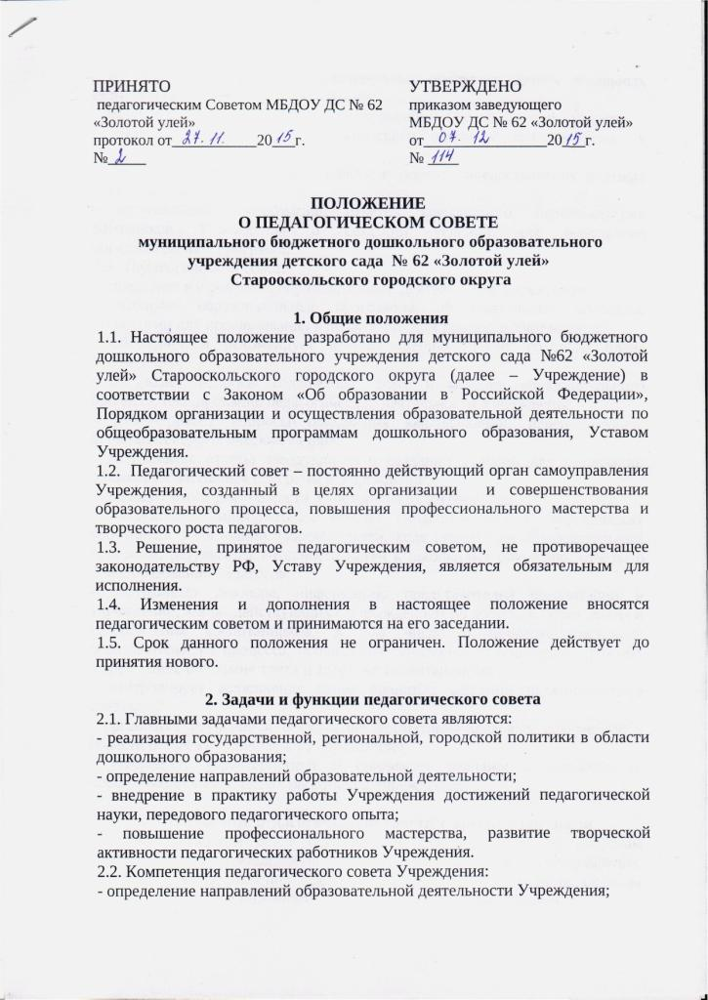 ПРИНЯТО
педагогическим Советом МБДОУ ДС № 62
«Золотой улей»
протокол от 27.11. 2015 г.
№ 2
УТВЕРЖДЕНО
приказом заведующего
МБДОУ ДС № 62 «Золотой улей»
от 07. 12 2015 г.
№ 114
ПОЛОЖЕНИЕ
О ПЕДАГОГИЧЕСКОМ СОВЕТЕ
муниципального бюджетного дошкольного образовательного
учреждения детского сада № 62 «Золотой улей»
Старооскольского городского округа
1. Общие положения
1.1. Настоящее положение разработано для муниципального бюджетного
дошкольного образовательного учреждения детского сада №62 «Золотой
улей» Старооскольского городского округа (далее – Учреждение) в
соответствии с Законом «Об образовании в Российской Федерации»,
Порядком организации и осуществления образовательной деятельности по
общеобразовательным программам дошкольного образования, Уставом
Учреждения.
1.2. Педагогический совет – постоянно действующий орган самоуправления
Учреждения, созданный в целях организации и совершенствования
образовательного процесса, повышения профессионального мастерства и
творческого роста педагогов.
1.3. Решение, принятое педагогическим советом, не противоречащее
законодательству РФ, Уставу Учреждения, является обязательным для
исполнения.
1.4. Изменения и дополнения в настоящее положение вносятся
педагогическим советом и принимаются на его заседании.
1.5. Срок данного положения не ограничен. Положение действует до
принятия нового.
2. Задачи и функции педагогического совета
2.1. Главными задачами педагогического совета являются:
- реализация государственной, региональной, городской политики в области
дошкольного образования;
- определение направлений образовательной деятельности;
- внедрение в практику работы Учреждения достижений педагогической
науки, передового педагогического опыта;
- повышение профессионального мастерства, развитие творческой
активности педагогических работников Учреждения.
2.2. Компетенция педагогического совета Учреждения:
- определение направлений образовательной деятельности Учреждения;